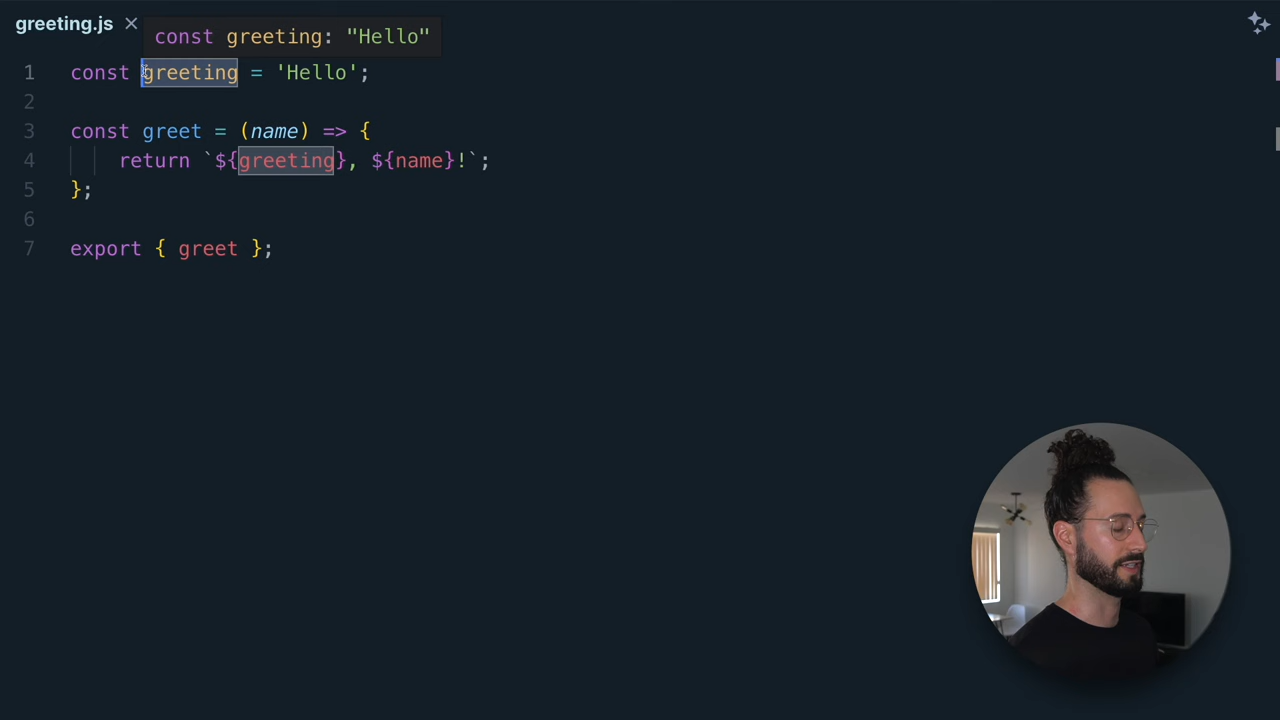 greeting.js ×
const greeting: "Hello"
1 const greeting = 'Hello';
2
3 const greet = (name) => {
4 return `${greeting}, ${name}!`;
5 };
6
7 export { greet };